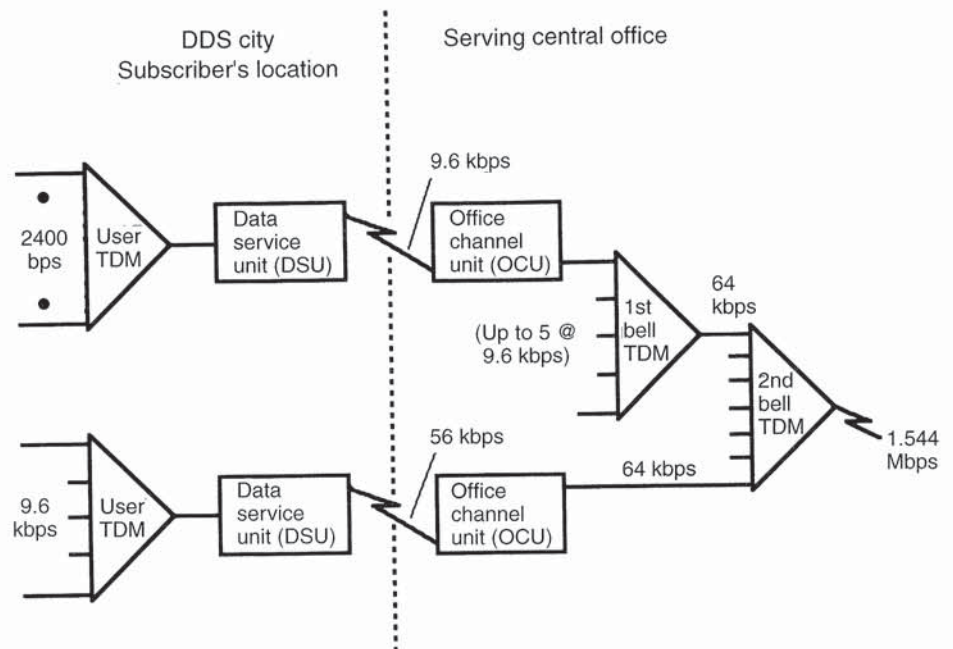 DDS city
Subscriber's location
Serving central office
9.6 kbps
2400
bps
User
TDM
Data
service
unit (DSU)
Office
channel
unit (OCU)
(Up to 5 @
9.6 kbps)
1st
bell
TDM
64
kbps
2nd
bell
TDM
1.544
Mbps
9.6
kbps
User
TDM
Data
service
unit (DSU)
56 kbps
Office
channel
unit (OCU)
64 kbps